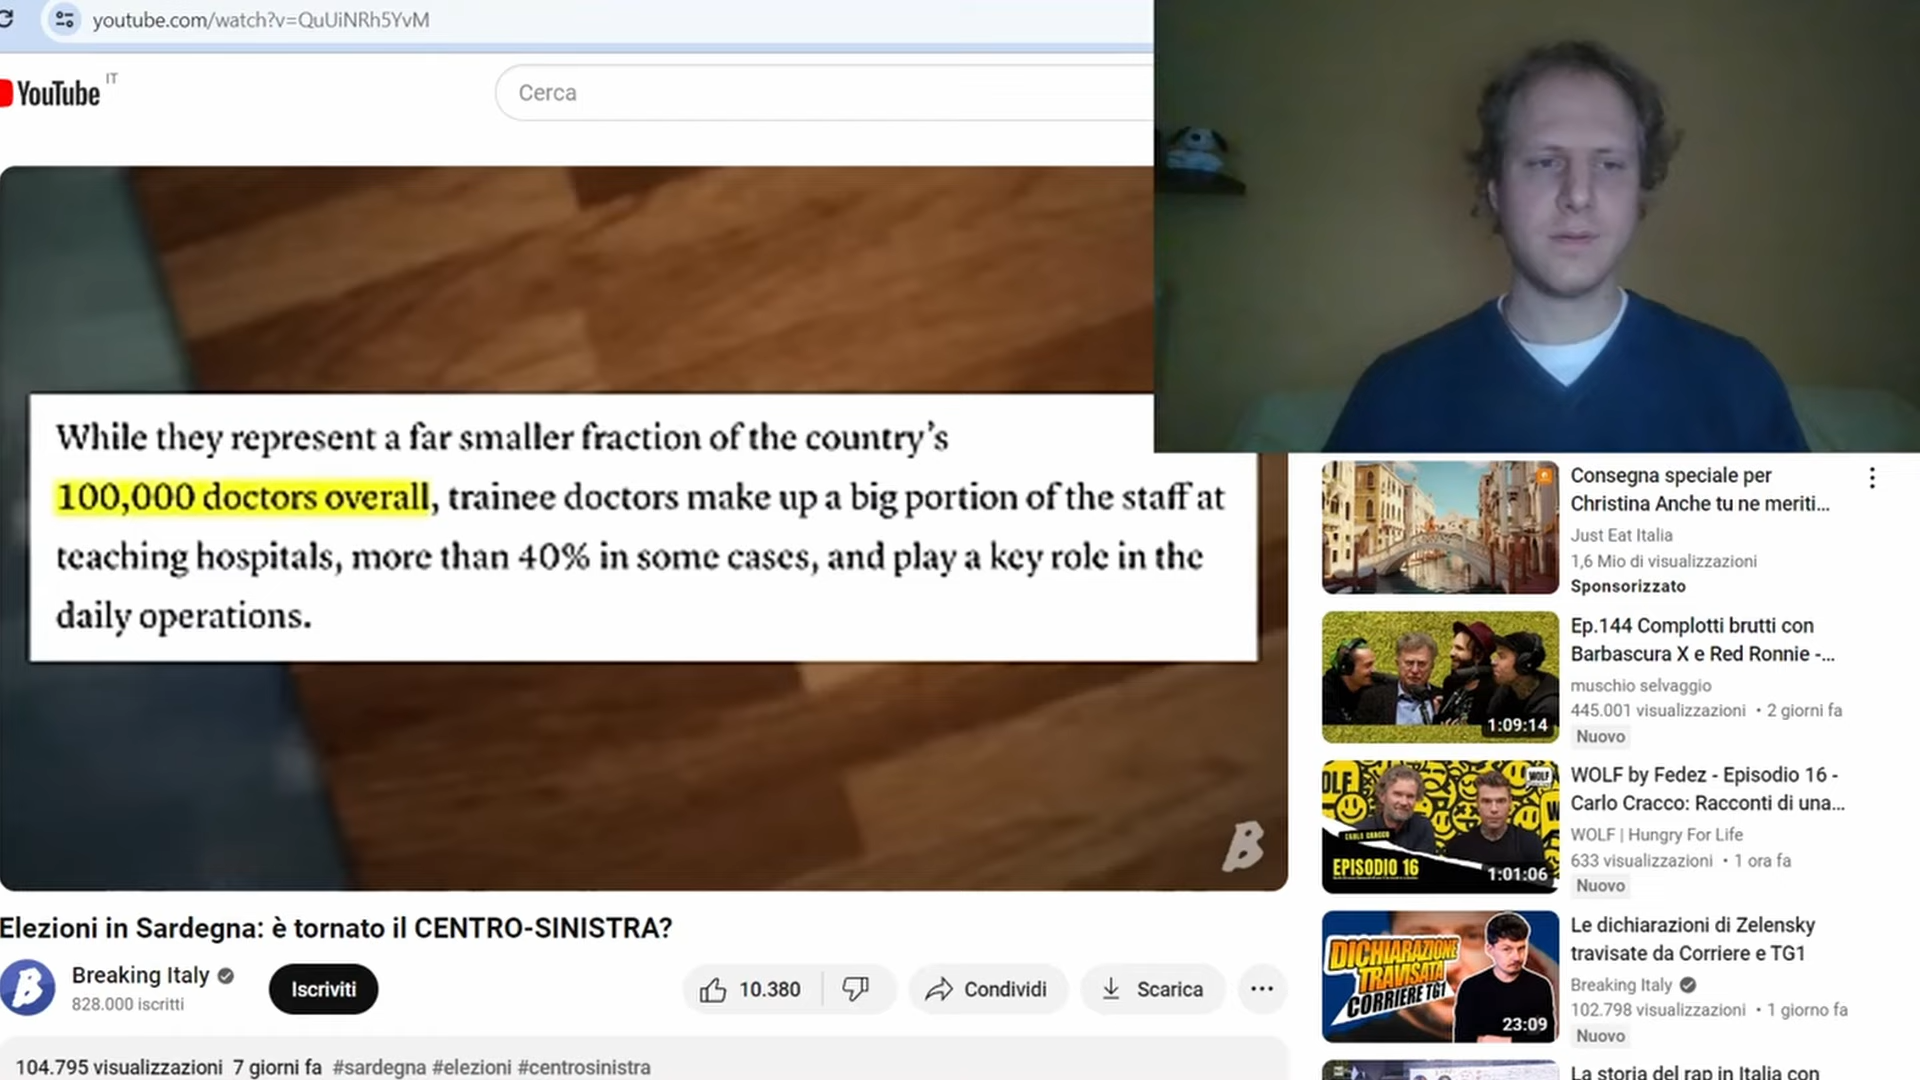 youtube.com/watch?v=QuUiNRh5YvM
YouTube IT
Cerca
While they represent a far smaller fraction of the country's
100,000 doctors overall, trainee doctors make up a big portion of the staff at
teaching hospitals, more than 40% in some cases, and play a key role in the
daily operations.
B
Elezioni in Sardegna: è tornato il CENTRO-SINISTRA?
Breaking Italy
828.000 iscritti
Iscriviti
10.380
Condividi
Scarica
104.795 visualizzazioni 7 giorni fa #sardegna #elezioni #centrosinistra
Consegna speciale per
Christina Anche tu ne meriti...
Just Eat Italia
1,6 Mio di visualizzazioni
Sponsorizzato
1:09:14
Ep.144 Complotti brutti con
Barbascura X e Red Ronnie -...
muschio selvaggio
445.001 visualizzazioni • 2 giorni fa
Nuovo
WOLF
CARLO CRACCO
EPISODIO 16
1:01:06
WOLF by Fedez - Episodio 16 -
Carlo Cracco: Racconti di una...
WOLF | Hungry For Life
633 visualizzazioni • 1 ora fa
Nuovo
DICHIARAZIONE
TRAVISATA
CORRIERE TG1
23:09
Le dichiarazioni di Zelensky
travisate da Corriere e TG1
Breaking Italy
102.798 visualizzazioni • 1 giorno fa
Nuovo
La storia del rap in Italia con